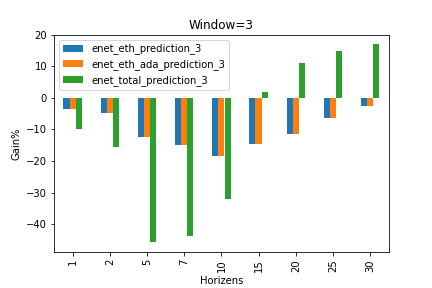 Window=3
enet_eth_prediction_3
enet_eth_ada_prediction_3
enet_total_prediction_3
Gain%
20
10
0
−10
−20
−30
−40
1 2 5 7 10 15 20 25 30
Horizens